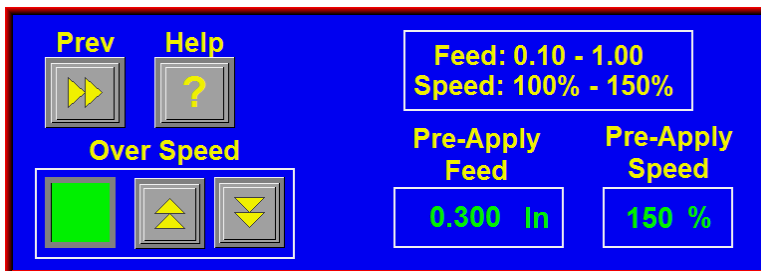 Prev
Help
?
Over Speed
Feed: 0.10 - 1.00
Speed: 100% - 150%
Pre-Apply
Feed
0.300 In
Pre-Apply
Speed
150 %